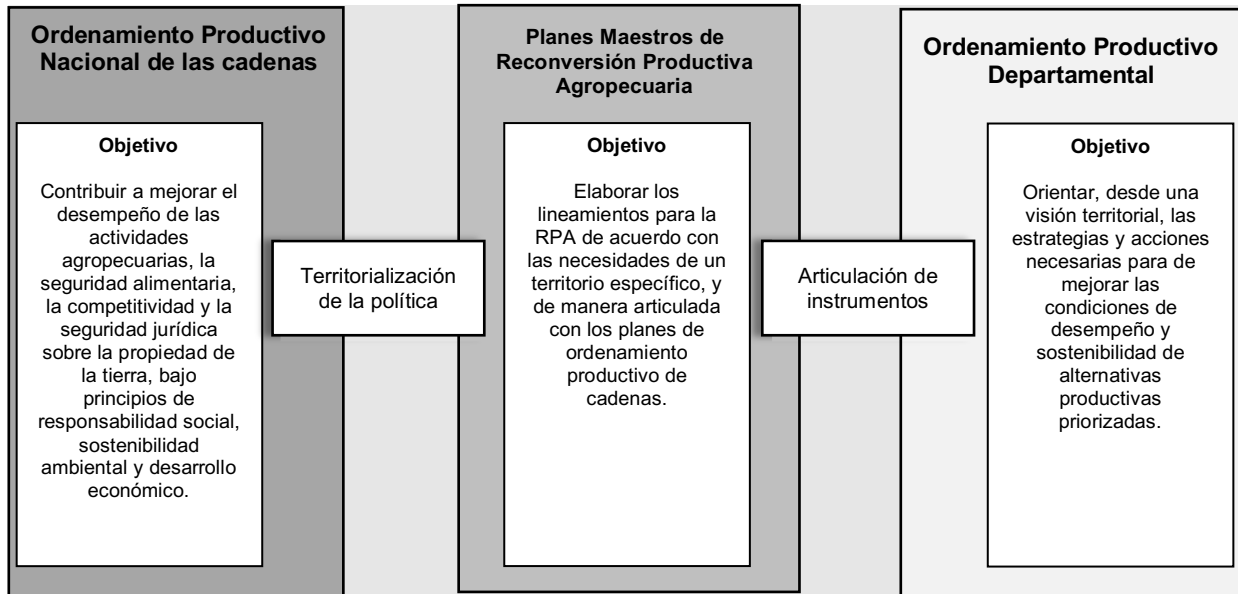 Ordenamiento Productivo
Nacional de las cadenas
Objetivo
Contribuir a mejorar el
desempeño de las
actividades
agropecuarias, la
seguridad alimentaria,
la competitividad y la
seguridad jurídica
sobre la propiedad de
la tierra, bajo
principios de
responsabilidad social,
sostenibilidad
ambiental y desarrollo
económico.
Territorialización
de la política
Planes Maestros de
Reconversión Productiva
Agropecuaria
Objetivo
Elaborar los
lineamientos para la
RPA de acuerdo con
las necesidades de un
territorio específico, y
de manera articulada
con los planes de
ordenamiento
productivo de
cadenas.
Articulación de
instrumentos
Ordenamiento Productivo
Departamental
Objetivo
Orientar, desde una
visión territorial, las
estrategias y acciones
necesarias para de
mejorar las
condiciones de
desempeño y
sostenibilidad de
alternativas
productivas
priorizadas.